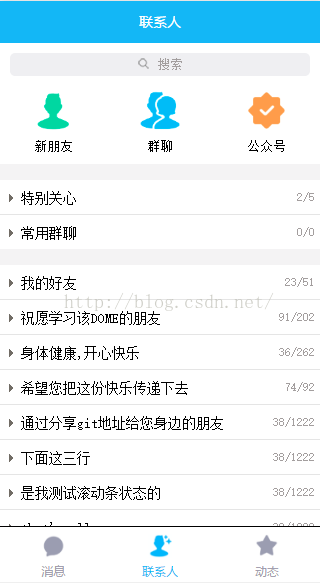 联系人
搜索
新朋友 群聊 公众号
特别关心 2/5
常用群聊 0/0
我的好友 23/51
http://blog.csdn.net/
祝愿学习该DOME的朋友 91/202
身体健康,开心快乐 36/262
希望您把这份快乐传递下去 74/92
通过分享git地址给您身边的朋友 38/1222
下面这三行 38/1222
是我测试滚动条状态的 38/1222
消息 联系人 动态